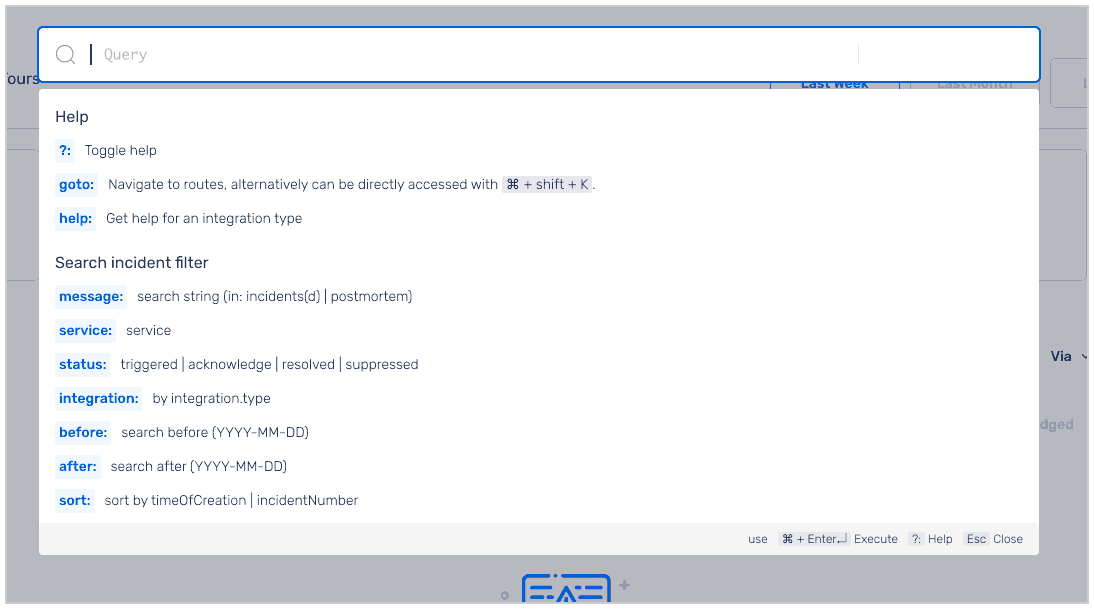 Query
Yours
Last Week
Last Month
Help
?: Toggle help
goto: Navigate to routes, alternatively can be directly accessed with ⌘ + shift + K.
help: Get help for an integration type
Search incident filter
message: search string (in: incidents(d) | postmortem)
service: service
status: triggered | acknowledge | resolved | suppressed
Via
integration: by integration.type
before: search before (YYYY-MM-DD)
dged
after: search after (YYYY-MM-DD)
sort: sort by timeOfCreation | incidentNumber
use ⌘ + Enter↵ Execute ?: Help Esc Close